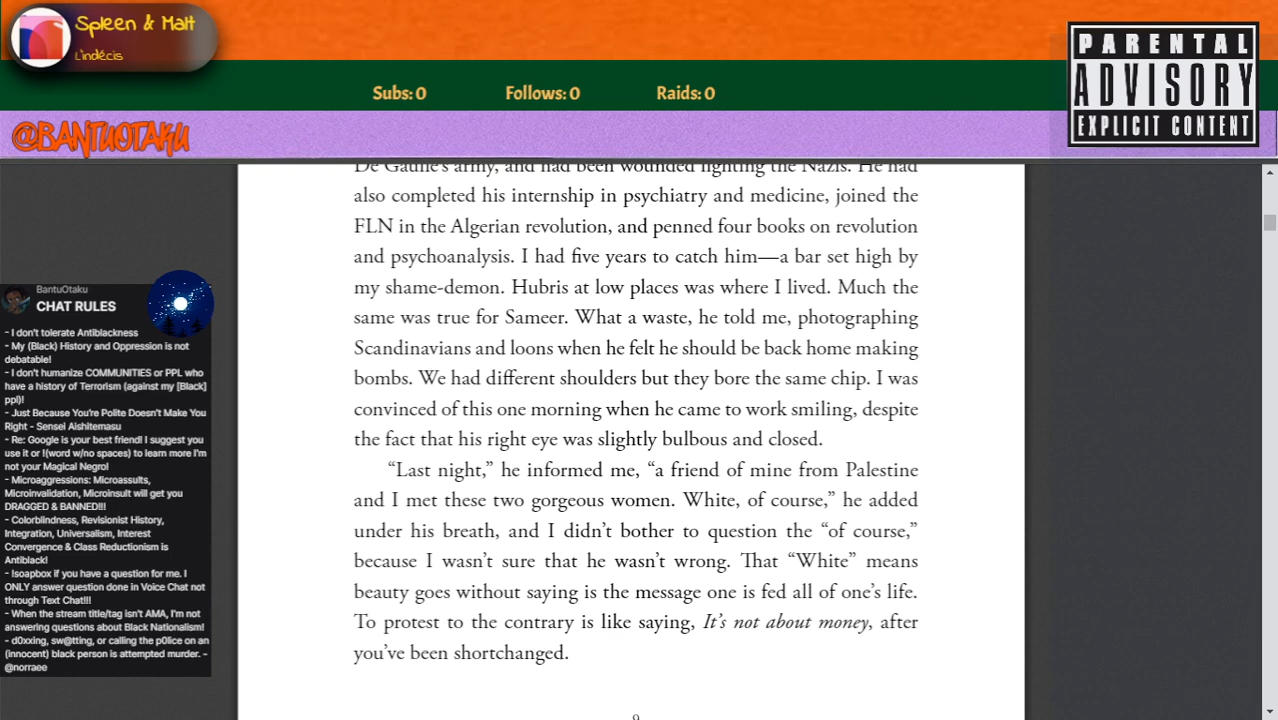 Spleen & Malt
L'indécis
PARENTAL
ADVISORY
EXPLICIT CONTENT
Subs: 0
Follows: 0
Raids: 0
@BANTUOTAKU
De Gaulle's army, and had been wounded fighting the Nazis. He had
also completed his internship in psychiatry and medicine, joined the
FLN in the Algerian revolution, and penned four books on revolution
and psychoanalysis. I had five years to catch him—a bar set high by
my shame-demon. Hubris at low places was where I lived. Much the
same was true for Sameer. What a waste, he told me, photographing
Scandinavians and loons when he felt he should be back home making
bombs. We had different shoulders but they bore the same chip. I was
convinced of this one morning when he came to work smiling, despite
the fact that his right eye was slightly bulbous and closed.
“Last night,” he informed me, “a friend of mine from Palestine
and I met these two gorgeous women. White, of course,” he added
under his breath, and I didn’t bother to question the “of course,”
because I wasn’t sure that he wasn’t wrong. That “White” means
beauty goes without saying is the message one is fed all of one’s life.
To protest to the contrary is like saying, It’s not about money, after
you’ve been shortchanged.
9
BantuOtaku
CHAT RULES
- I don't tolerate Antiblackness
- My (Black) History and Oppression is not
debatable!
- I don't humanize COMMUNITIES or PPL who
have a history of Terrorism (against my [Black]
ppl)!
- Just Because You're Polite Doesn't Make You
Right - Sensei Aishitemasu
- Re: Google is your best friend! I suggest you
use it or !(word w/no spaces) to learn more I'm
not your Magical Negro!
- Microaggressions: Microassults,
Microinvalidation, Microinsult will get you
DRAGGED & BANNED!!!
- Colorblindness, Revisionist History,
Integration, Universalism, Interest
Convergence & Class Reductionism is
Antiblack!
- !soapbox if you have a question for me. I
ONLY answer question done in Voice Chat not
through Text Chat!!!
- When the stream title/tag isn't AMA, I'm not
answering questions about Black Nationalism!
- d0xxing, sw@tting, or calling the p0lice on an
(innocent) black person is attempted murder. -
@norraee